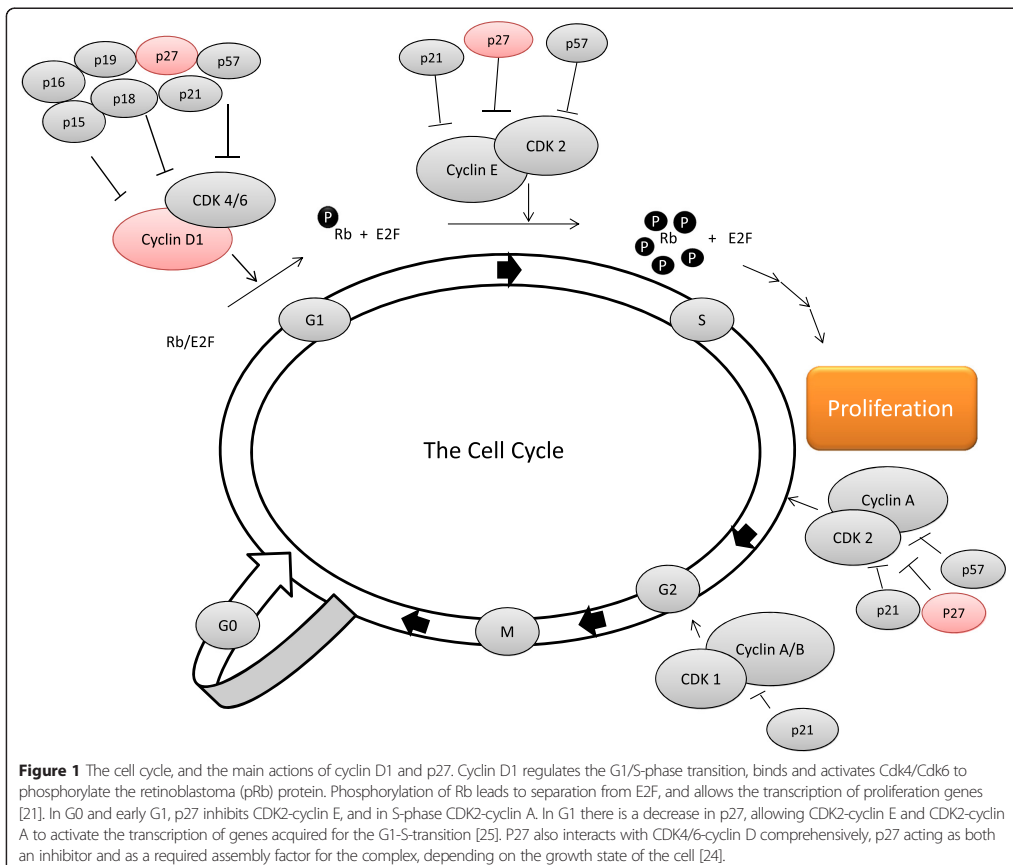 p19
p27
p57
p16
p18
p21
p15
CDK 4/6
Cyclin D1
p21
p27
p57
CDK 2
Cyclin E
P
Rb + E2F
P
P
P
Rb + E2F
P
P
Rb/E2F
G1
S
Proliferation
The Cell Cycle
Cyclin A
CDK 2
p57
p21
P27
G2
G0
M
Cyclin A/B
CDK 1
p21
Figure 1 The cell cycle, and the main actions of cyclin D1 and p27. Cyclin D1 regulates the G1/S-phase transition, binds and activates Cdk4/Cdk6 to
phosphorylate the retinoblastoma (pRb) protein. Phosphorylation of Rb leads to separation from E2F, and allows the transcription of proliferation genes
[21]. In G0 and early G1, p27 inhibits CDK2-cyclin E, and in S-phase CDK2-cyclin A. In G1 there is a decrease in p27, allowing CDK2-cyclin E and CDK2-cyclin
A to activate the transcription of genes acquired for the G1-S-transition [25]. P27 also interacts with CDK4/6-cyclin D comprehensively, p27 acting as both
an inhibitor and as a required assembly factor for the complex, depending on the growth state of the cell [24].